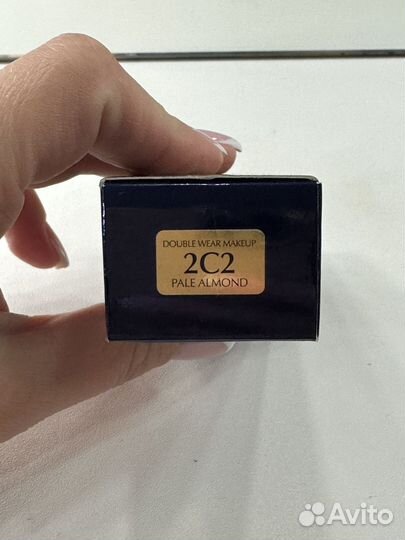 DOUBLE WEAR MAKEUP
2C2
PALE ALMOND
Avito